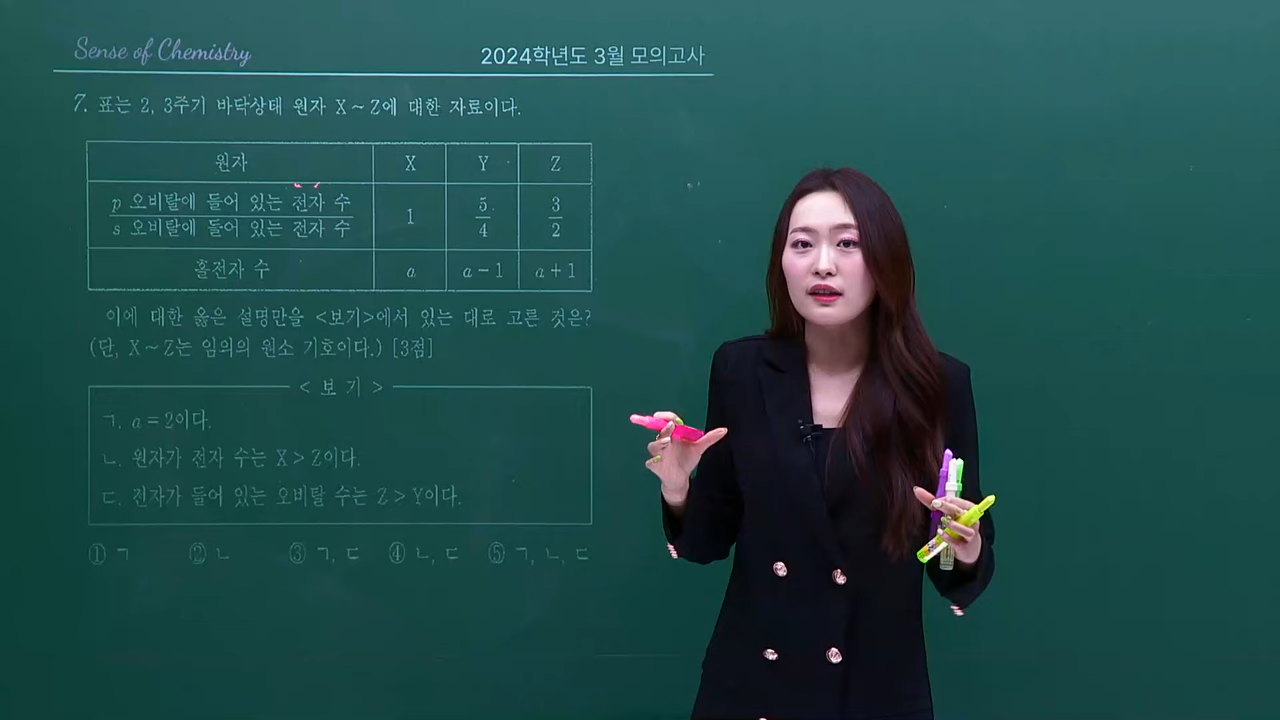 Sense of Chemistry
2024학년도 3월 모의고사
7. 표는 2, 3주기 바닥상태 원자 X ~ Z에 대한 자료이다.
원자 X Y Z
p 오비탈에 들어 있는 전자 수 / s 오비탈에 들어 있는 전자 수 1 5/4 3/2
홀전자 수 a a-1 a+1
이에 대한 옳은 설명만을 <보기>에서 있는 대로 고른 것은?
(단, X ~ Z는 임의의 원소 기호이다.) [3점]
< 보 기 >
ㄱ. a = 2이다.
ㄴ. 원자가 전자 수는 X > Z이다.
ㄷ. 전자가 들어 있는 오비탈 수는 Z > Y이다.
① ㄱ ② ㄴ ③ ㄱ, ㄷ ④ ㄴ, ㄷ ⑤ ㄱ, ㄴ, ㄷ